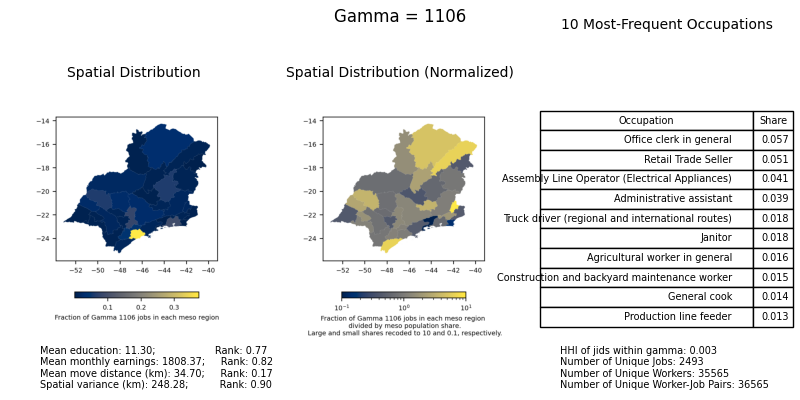 Gamma = 1106
10 Most-Frequent Occupations
Spatial Distribution
Spatial Distribution (Normalized)
−14
−16
−18
−20
−22
−24
−52 −50 −48 −46 −44 −42 −40
0.1 0.2 0.3
Fraction of Gamma 1106 jobs in each meso region
−14
−16
−18
−20
−22
−24
−52 −50 −48 −46 −44 −42 −40
10⁻¹ 10⁰ 10¹
Fraction of Gamma 1106 jobs in each meso region
divided by meso population share.
Large and small shares recoded to 10 and 0.1, respectively.
Occupation Share
Office clerk in general 0.057
Retail Trade Seller 0.051
Assembly Line Operator (Electrical Appliances) 0.041
Administrative assistant 0.039
Truck driver (regional and international routes) 0.018
Janitor 0.018
Agricultural worker in general 0.016
Construction and backyard maintenance worker 0.015
General cook 0.014
Production line feeder 0.013
Mean education: 11.30; Rank: 0.77
Mean monthly earnings: 1808.37; Rank: 0.82
Mean move distance (km): 34.70; Rank: 0.17
Spatial variance (km): 248.28; Rank: 0.90
HHI of jids within gamma: 0.003
Number of Unique Jobs: 2493
Number of Unique Workers: 35565
Number of Unique Worker-Job Pairs: 36565